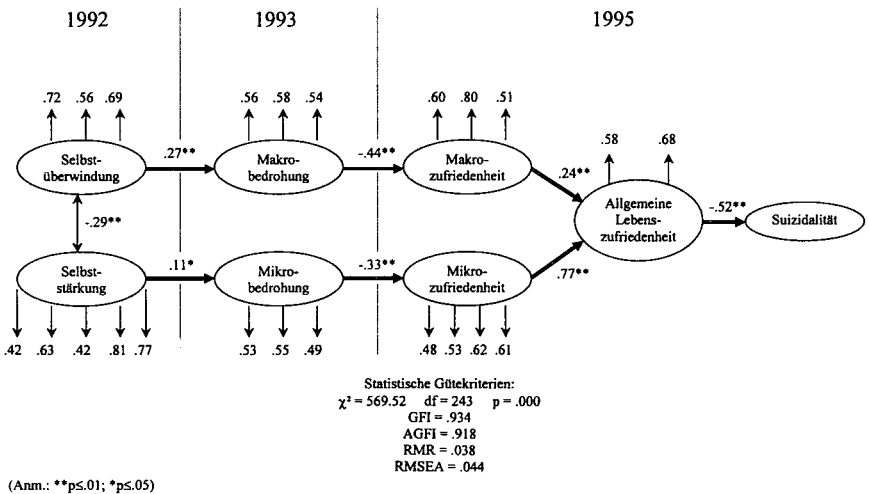 1992 1993 1995
.72 .56 .69 .56 .58 .54 .60 .80 .51
.58 .68
Selbst-
überwindung
.27**
Makro-
bedrohung
-.44**
Makro-
zufriedenheit
.24**
-.29**
Allgemeine
Lebens-
zufriedenheit
-.52**
Suizidalität
Selbst-
stärkung
.11*
Mikro-
bedrohung
-.33**
Mikro-
zufriedenheit
.77**
.42 .63 .42 .81 .77 .53 .55 .49 .48 .53 .62 .61
Statistische Gütekriterien:
χ² = 569.52 df = 243 p = .000
GFI = .934
AGFI = .918
RMR = .038
RMSEA = .044
(Anm.: **p≤.01; *p≤.05)